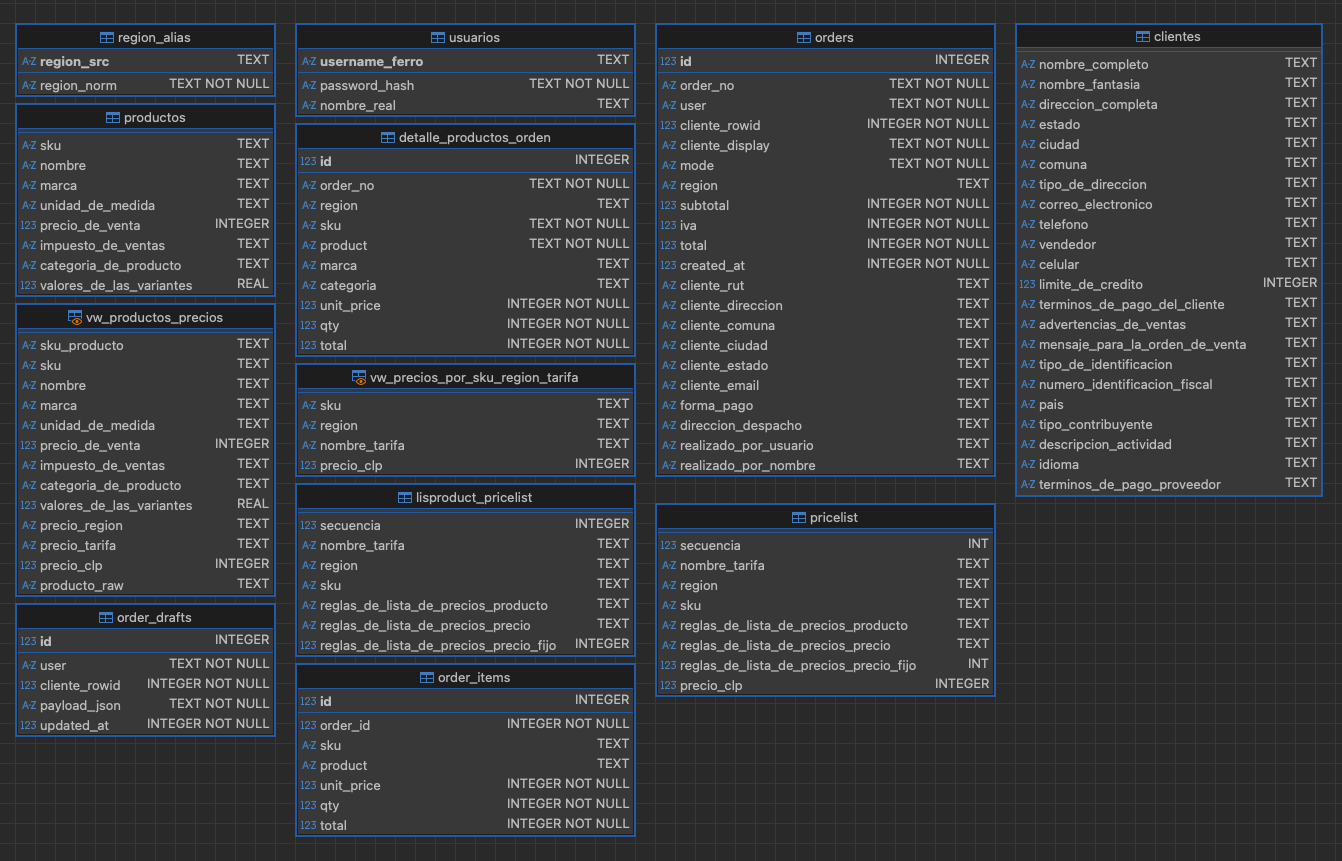 region_alias
A-Z region_src TEXT
A-Z region_norm TEXT NOT NULL
productos
A-Z sku TEXT
A-Z nombre TEXT
A-Z marca TEXT
A-Z unidad_de_medida TEXT
123 precio_de_venta INTEGER
A-Z impuesto_de_ventas TEXT
A-Z categoria_de_producto TEXT
123 valores_de_las_variantes REAL
vw_productos_precios
A-Z sku_producto TEXT
A-Z sku TEXT
A-Z nombre TEXT
A-Z marca TEXT
A-Z unidad_de_medida TEXT
123 precio_de_venta INTEGER
A-Z impuesto_de_ventas TEXT
A-Z categoria_de_producto TEXT
123 valores_de_las_variantes REAL
A-Z precio_region TEXT
A-Z precio_tarifa TEXT
123 precio_clp INTEGER
A-Z producto_raw TEXT
order_drafts
123 id INTEGER
A-Z user TEXT NOT NULL
123 cliente_rowid INTEGER NOT NULL
A-Z payload_json TEXT NOT NULL
123 updated_at INTEGER NOT NULL
usuarios
A-Z username_ferro TEXT
A-Z password_hash TEXT NOT NULL
A-Z nombre_real TEXT
detalle_productos_orden
123 id INTEGER
A-Z order_no TEXT NOT NULL
A-Z region TEXT
A-Z sku TEXT NOT NULL
A-Z product TEXT NOT NULL
A-Z marca TEXT
A-Z categoria TEXT
123 unit_price INTEGER NOT NULL
123 qty INTEGER NOT NULL
123 total INTEGER NOT NULL
vw_precios_por_sku_region_tarifa
A-Z sku TEXT
A-Z region TEXT
A-Z nombre_tarifa TEXT
123 precio_clp INTEGER
lisproduct_pricelist
123 secuencia INTEGER
A-Z nombre_tarifa TEXT
A-Z region TEXT
A-Z sku TEXT
A-Z reglas_de_lista_de_precios_producto TEXT
A-Z reglas_de_lista_de_precios_precio TEXT
123 reglas_de_lista_de_precios_precio_fijo INTEGER
order_items
123 id INTEGER
123 order_id INTEGER NOT NULL
A-Z sku TEXT
A-Z product TEXT
123 unit_price INTEGER NOT NULL
123 qty INTEGER NOT NULL
123 total INTEGER NOT NULL
orders
123 id INTEGER
A-Z order_no TEXT NOT NULL
A-Z user TEXT NOT NULL
123 cliente_rowid INTEGER NOT NULL
A-Z cliente_display TEXT NOT NULL
A-Z mode TEXT NOT NULL
A-Z region TEXT
123 subtotal INTEGER NOT NULL
123 iva INTEGER NOT NULL
123 total INTEGER NOT NULL
123 created_at INTEGER NOT NULL
A-Z cliente_rut TEXT
A-Z cliente_direccion TEXT
A-Z cliente_comuna TEXT
A-Z cliente_ciudad TEXT
A-Z cliente_estado TEXT
A-Z cliente_email TEXT
A-Z forma_pago TEXT
A-Z direccion_despacho TEXT
A-Z realizado_por_usuario TEXT
A-Z realizado_por_nombre TEXT
pricelist
123 secuencia INT
A-Z nombre_tarifa TEXT
A-Z region TEXT
A-Z sku TEXT
A-Z reglas_de_lista_de_precios_producto TEXT
A-Z reglas_de_lista_de_precios_precio TEXT
123 reglas_de_lista_de_precios_precio_fijo INT
123 precio_clp INTEGER
clientes
A-Z nombre_completo TEXT
A-Z nombre_fantasia TEXT
A-Z direccion_completa TEXT
A-Z estado TEXT
A-Z ciudad TEXT
A-Z comuna TEXT
A-Z tipo_de_direccion TEXT
A-Z correo_electronico TEXT
A-Z telefono TEXT
A-Z vendedor TEXT
A-Z celular TEXT
123 limite_de_credito INTEGER
A-Z terminos_de_pago_del_cliente TEXT
A-Z advertencias_de_ventas TEXT
A-Z mensaje_para_la_orden_de_venta TEXT
A-Z tipo_de_identificacion TEXT
A-Z numero_identificacion_fiscal TEXT
A-Z pais TEXT
A-Z tipo_contribuyente TEXT
A-Z descripcion_actividad TEXT
A-Z idioma TEXT
A-Z terminos_de_pago_proveedor TEXT